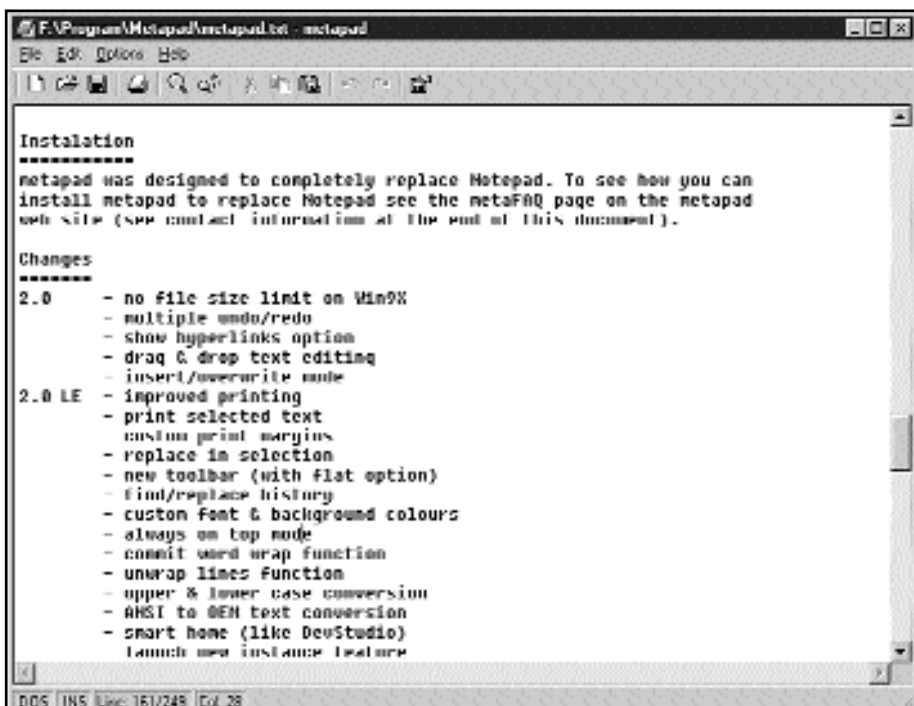 F:\Program\Metapad\metapad.txt - metapad
File Edit Options Help
Instalation
===========
metapad was designed to completely replace Notepad. To see how you can
install metapad to replace Notepad see the metaFAQ page on the metapad
web site (see contact information at the end of this document).
Changes
=======
2.0 - no file size limit on Win9X
- multiple undo/redo
- show hyperlinks option
- drag & drop text editing
- insert/overwrite mode
2.0 LE - improved printing
- print selected text
- custom print margins
- replace in selection
- new toolbar (with flat option)
- find/replace history
- custom font & background colours
- always on top mode
- commit word wrap function
- unwrap lines function
- upper & lower case conversion
- ANSI to OEM text conversion
- smart home (like DevStudio)
- launch new instance feature
DOS INS Line: 161/249 Col: 28